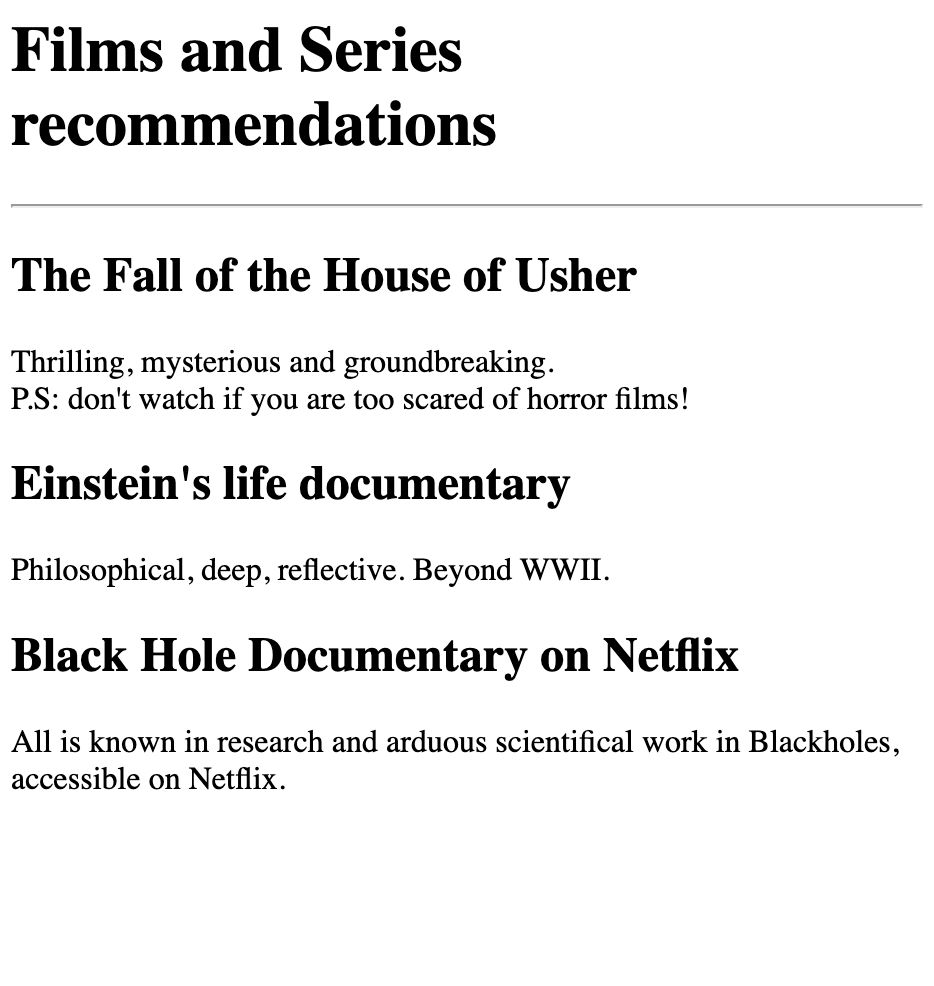 Films and Series
recommendations
The Fall of the House of Usher
Thrilling, mysterious and groundbreaking.
P.S: don't watch if you are too scared of horror films!
Einstein's life documentary
Philosophical, deep, reflective. Beyond WWII.
Black Hole Documentary on Netflix
All is known in research and arduous scientifical work in Blackholes,
accessible on Netflix.